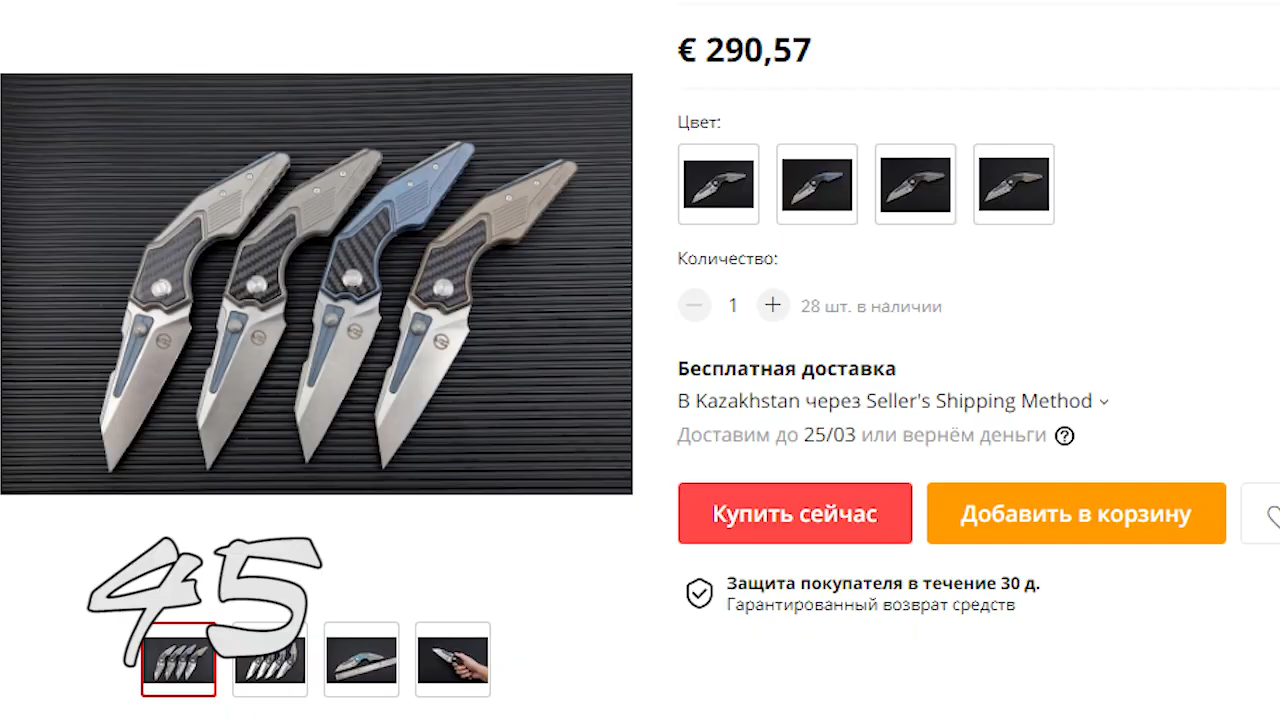 € 290,57
Цвет:
Количество:
1
28 шт. в наличии
Бесплатная доставка
В Kazakhstan через Seller's Shipping Method
Доставим до 25/03 или вернём деньги
Купить сейчас
Добавить в корзину
Защита покупателя в течение 30 д.
Гарантированный возврат средств
45